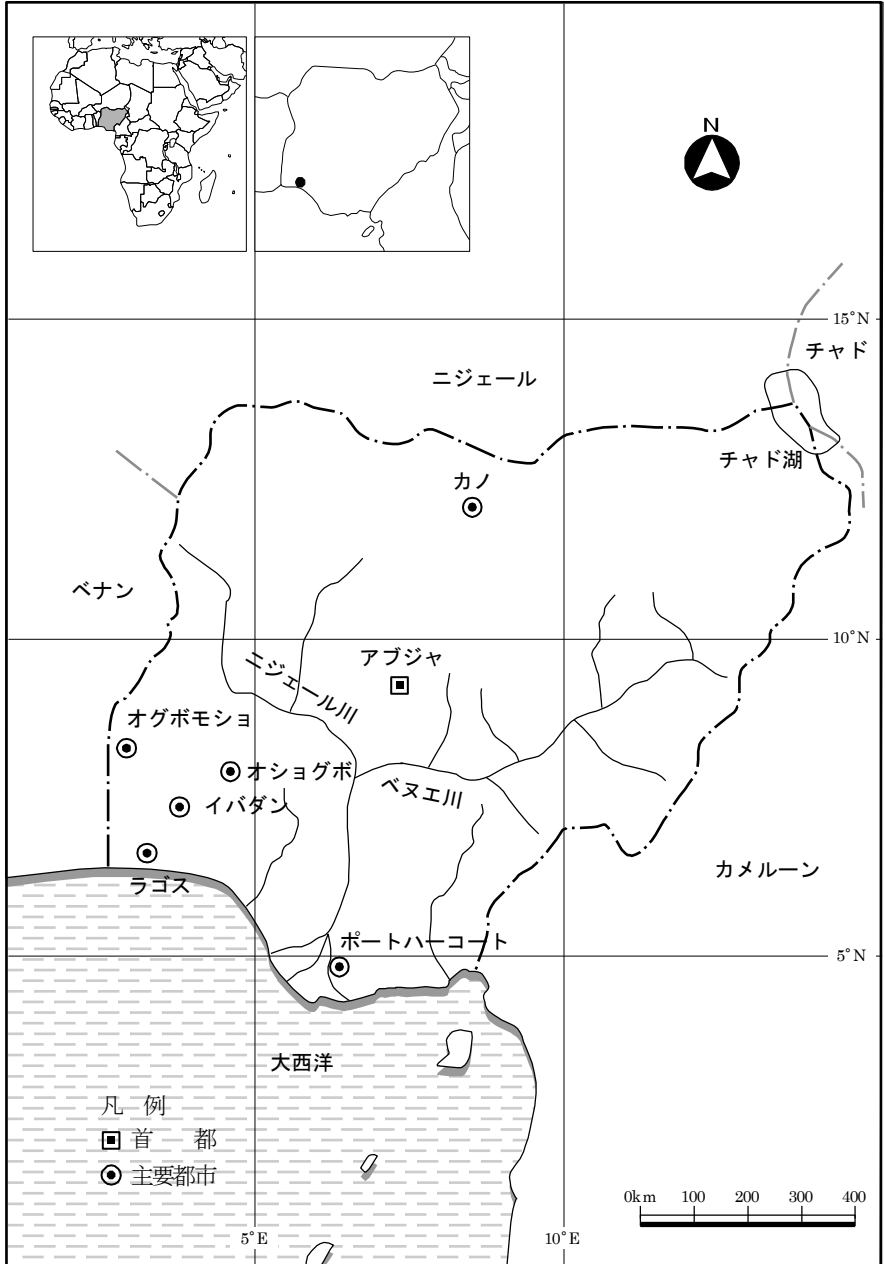 N
15°N
チャド
ニジェール
チャド湖
カノ
ベナン
10°N
アブジャ
ニジェール川
オグボモショ
オショグボ
ベヌエ川
イバダン
カメルーン
ラゴス
ポートハーコート
5°N
大西洋
凡 例
首 都
主要都市
0km 100 200 300 400
5°E
10°E